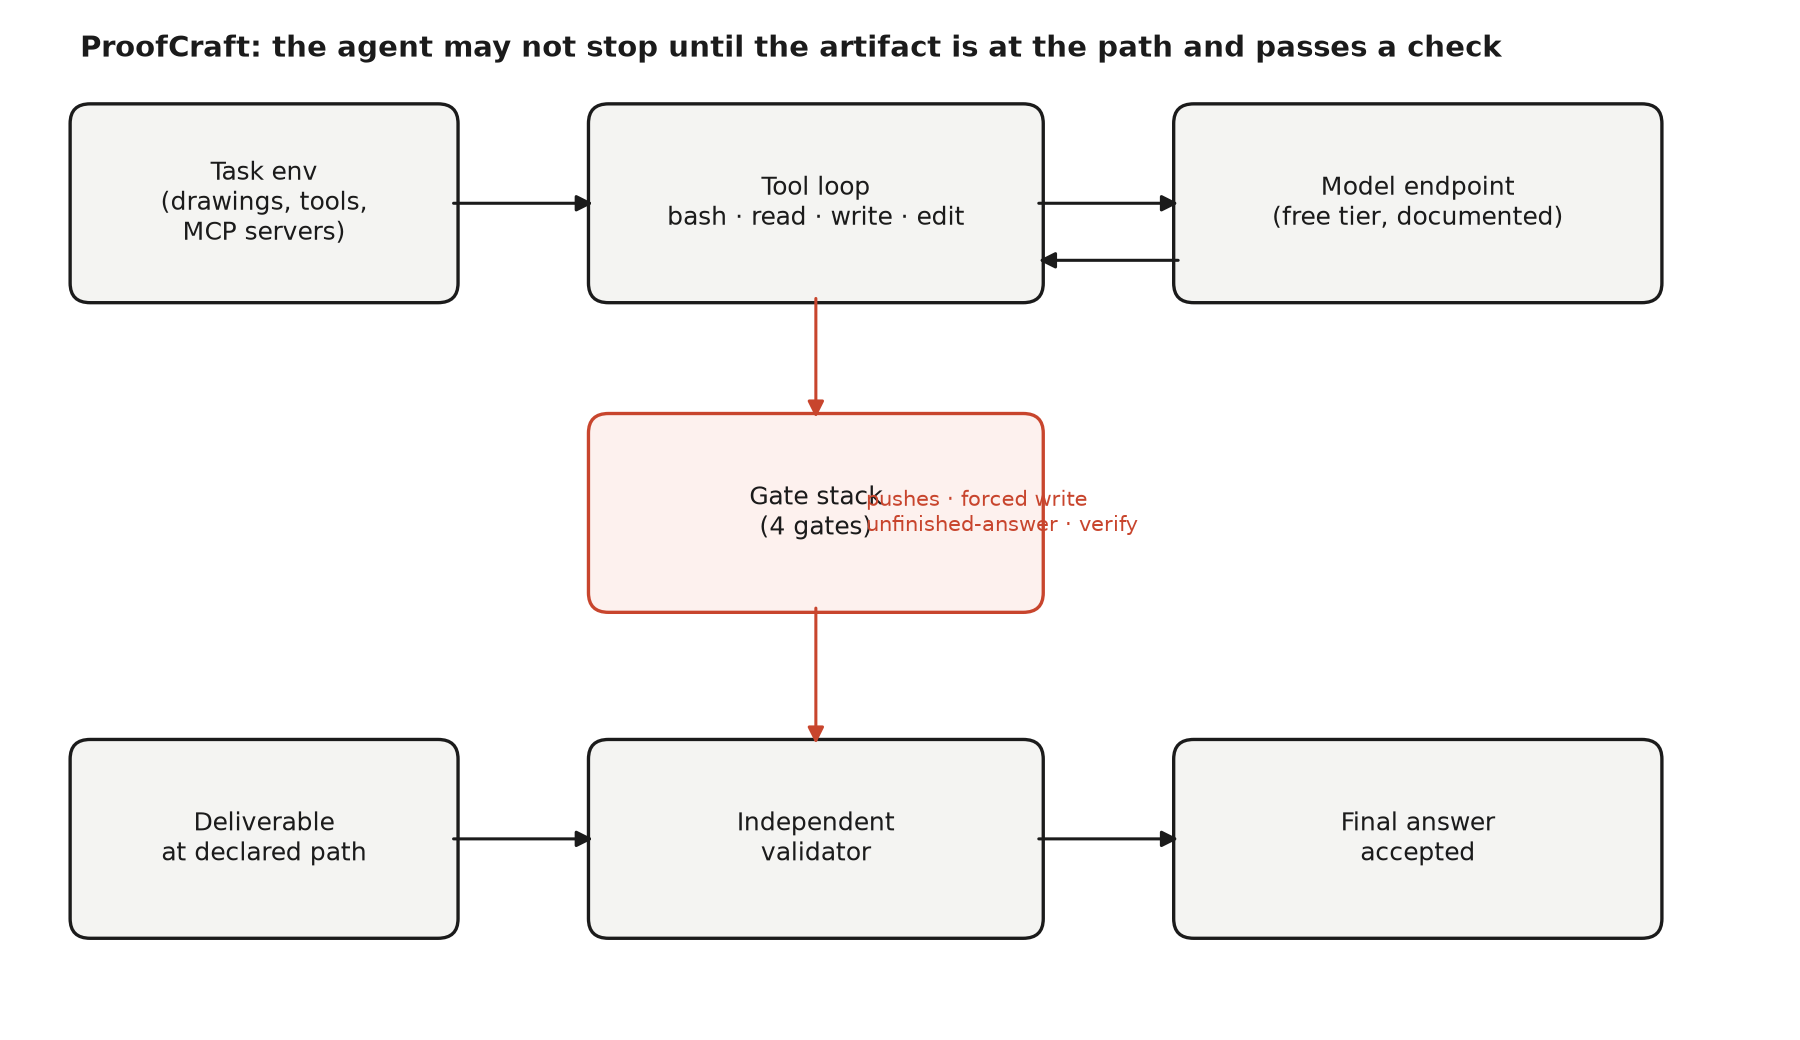 ProofCraft: the agent may not stop until the artifact is at the path and passes a check
Task env
(drawings, tools,
MCP servers)
Tool loop
bash · read · write · edit
Model endpoint
(free tier, documented)
Gate stack
(4 gates)
pushes · forced write
unfinished-answer · verify
Deliverable
at declared path
Independent
validator
Final answer
accepted